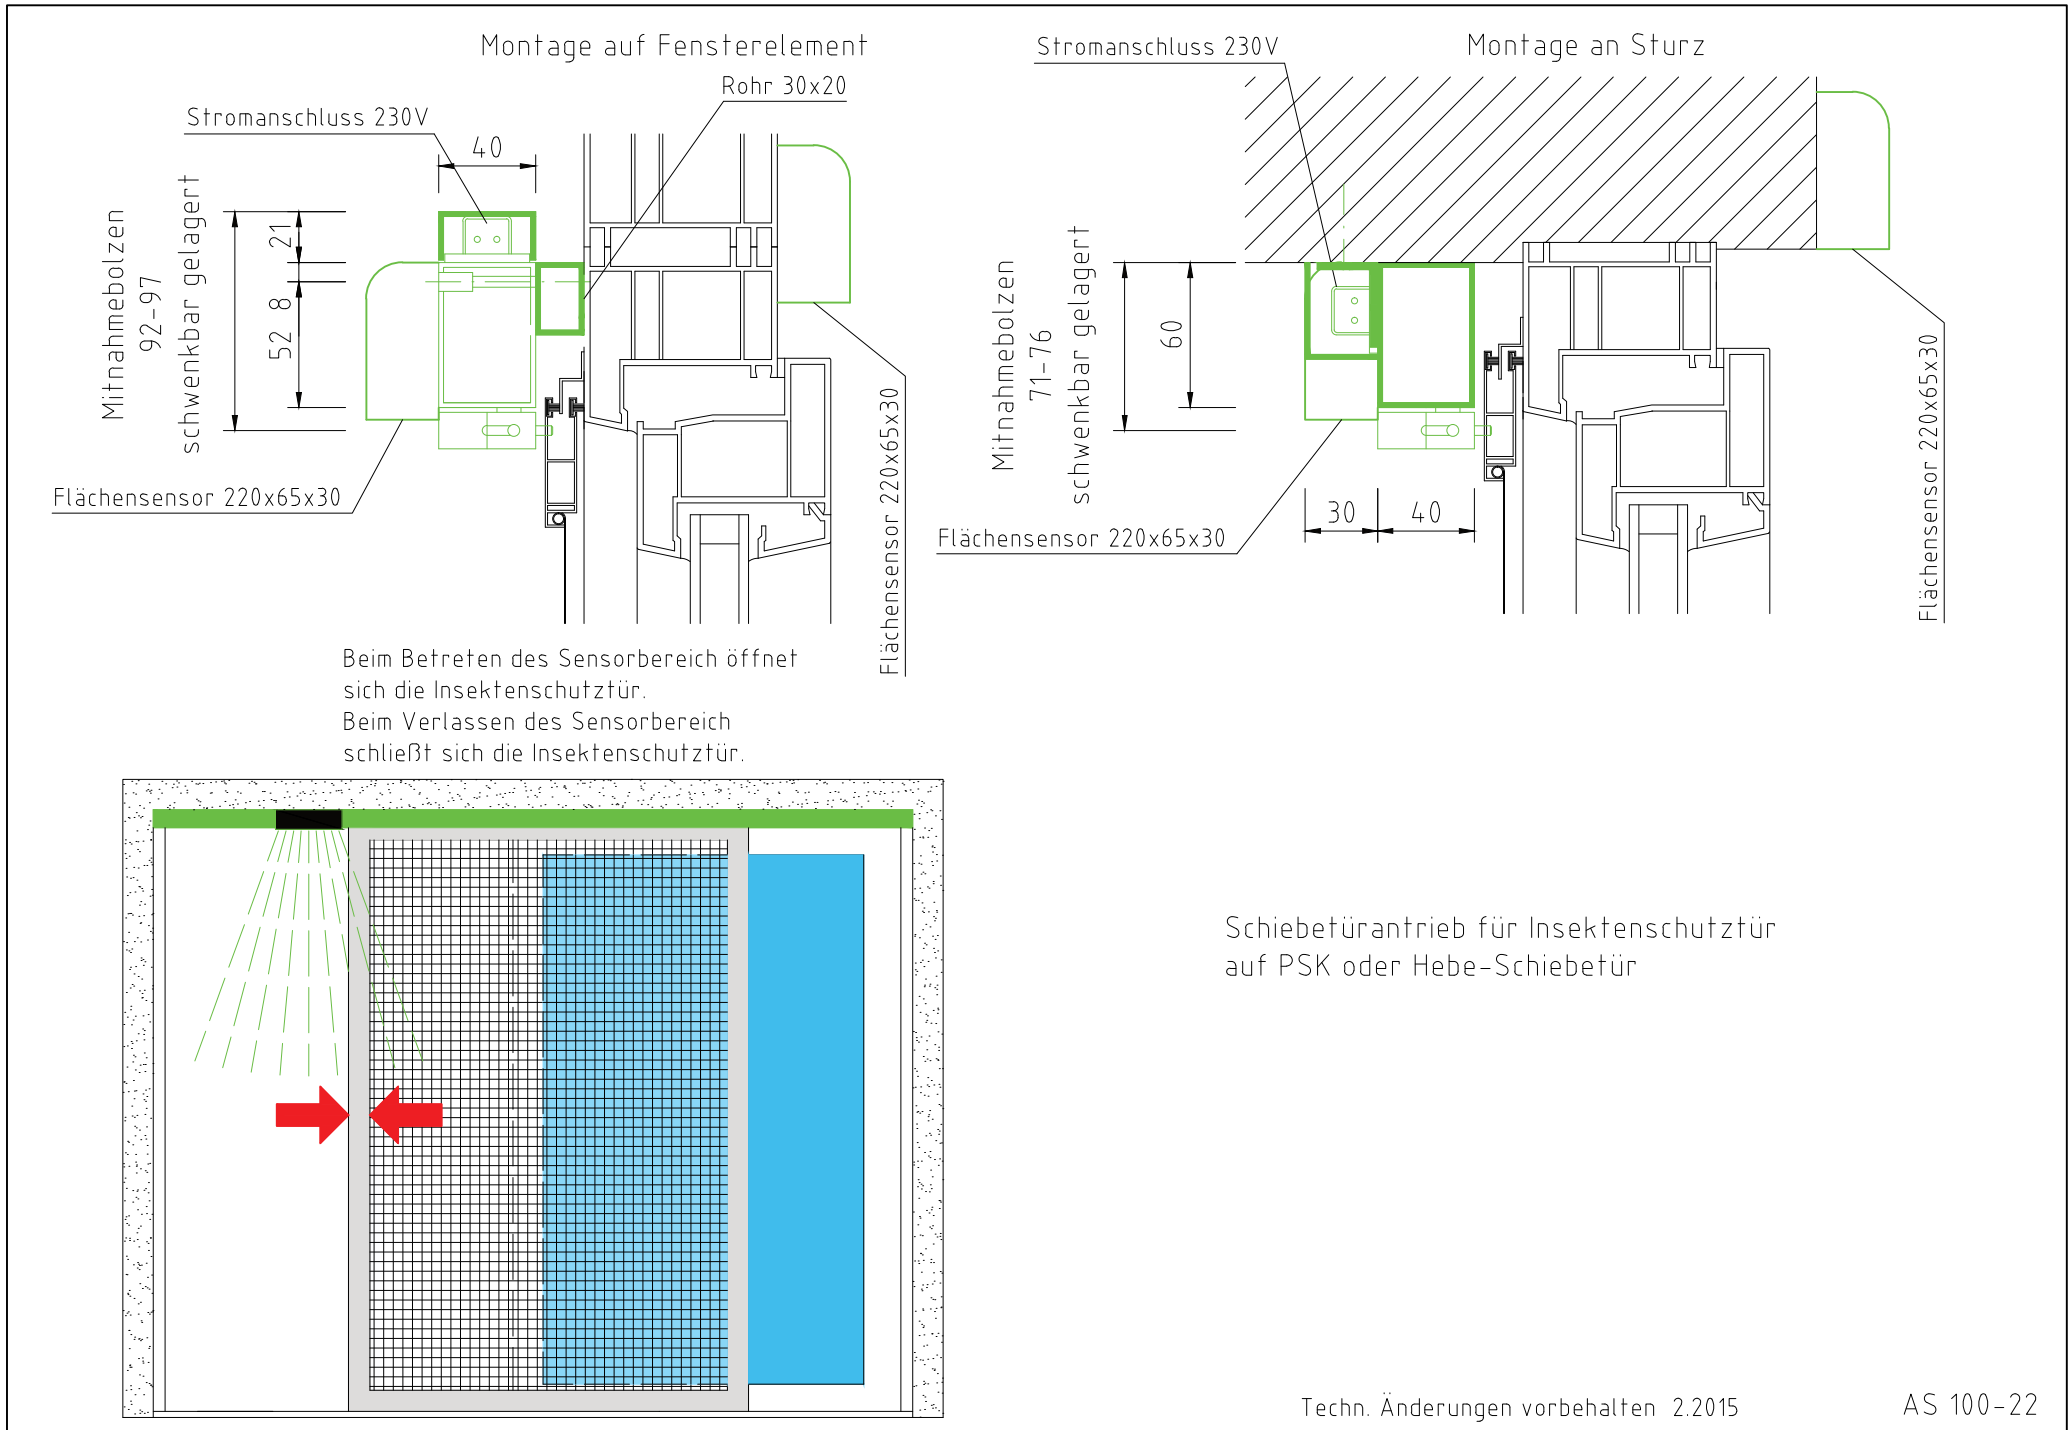 Montage auf Fensterelement
Rohr 30x20
Stromanschluss 230V
40
Mitnahmebolzen
92-97
schwenkbar gelagert
21
8
52
Flächensensor 220x65x30
Flächensensor 220x65x30
Montage an Sturz
Stromanschluss 230V
Mitnahmebolzen
71-76
schwenkbar gelagert
60
30
40
Flächensensor 220x65x30
Flächensensor 220x65x30
Beim Betreten des Sensorbereich öffnet
sich die Insektenschutztür.
Beim Verlassen des Sensorbereich
schließt sich die Insektenschutztür.
Schiebetürantrieb für Insektenschutztür
auf PSK oder Hebe-Schiebetür
Techn. Änderungen vorbehalten 2.2015
AS 100-22